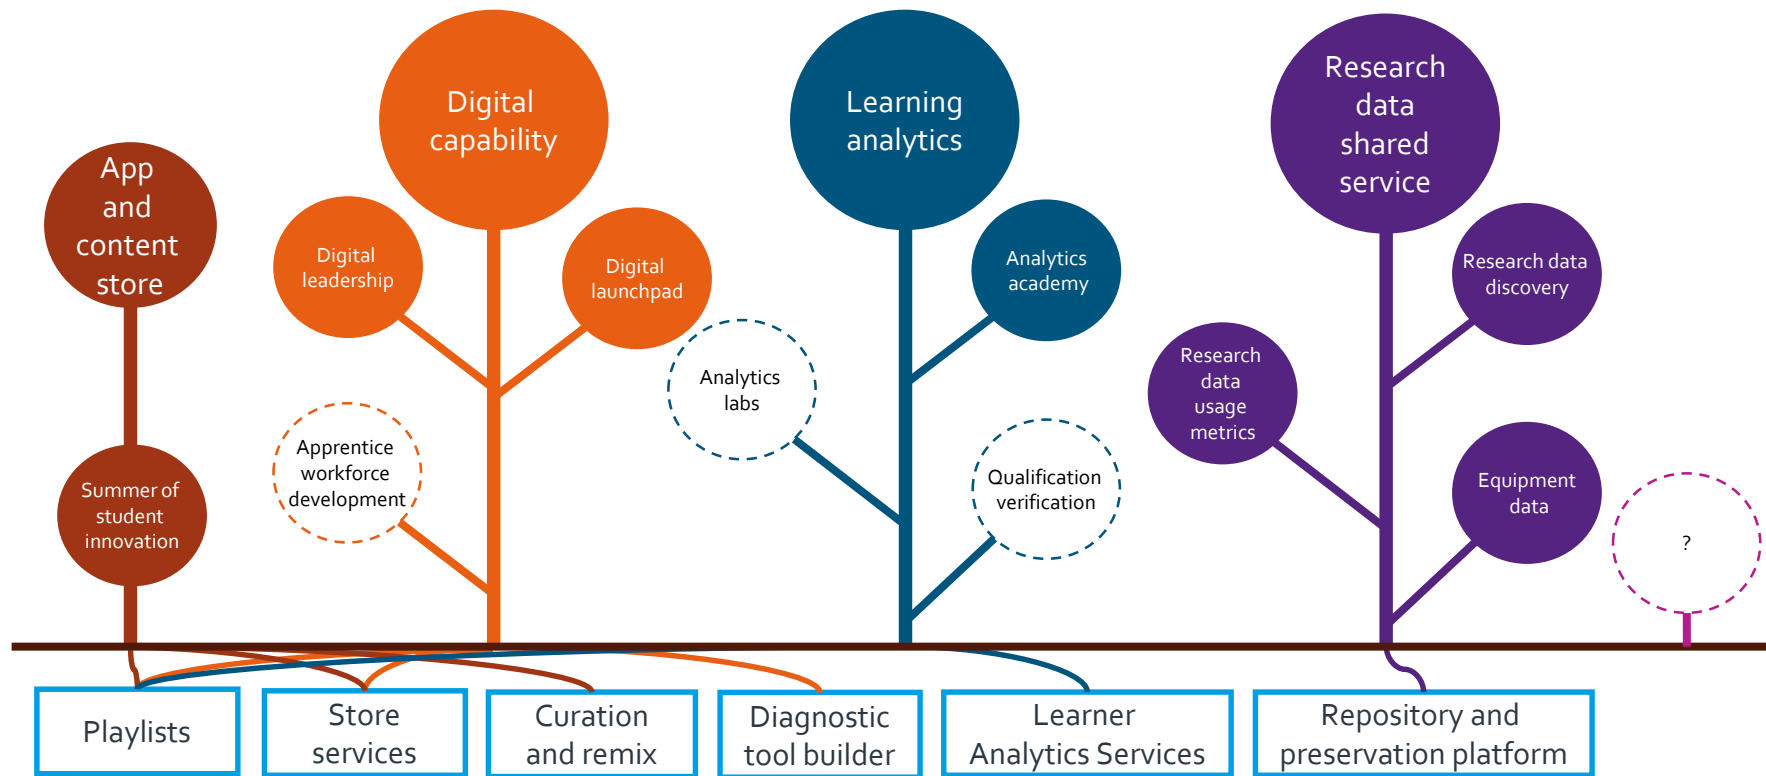 App
and
content
store
Summer of
student
innovation
Digital
capability
Digital
leadership
Digital
launchpad
Apprentice
workforce
development
Learning
analytics
Analytics
academy
Analytics
labs
Qualification
verification
Research
data
shared
service
Research data
discovery
Research
data
usage
metrics
Equipment
data
?
Playlists
Store
services
Curation
and remix
Diagnostic
tool builder
Learner
Analytics Services
Repository and
preservation platform